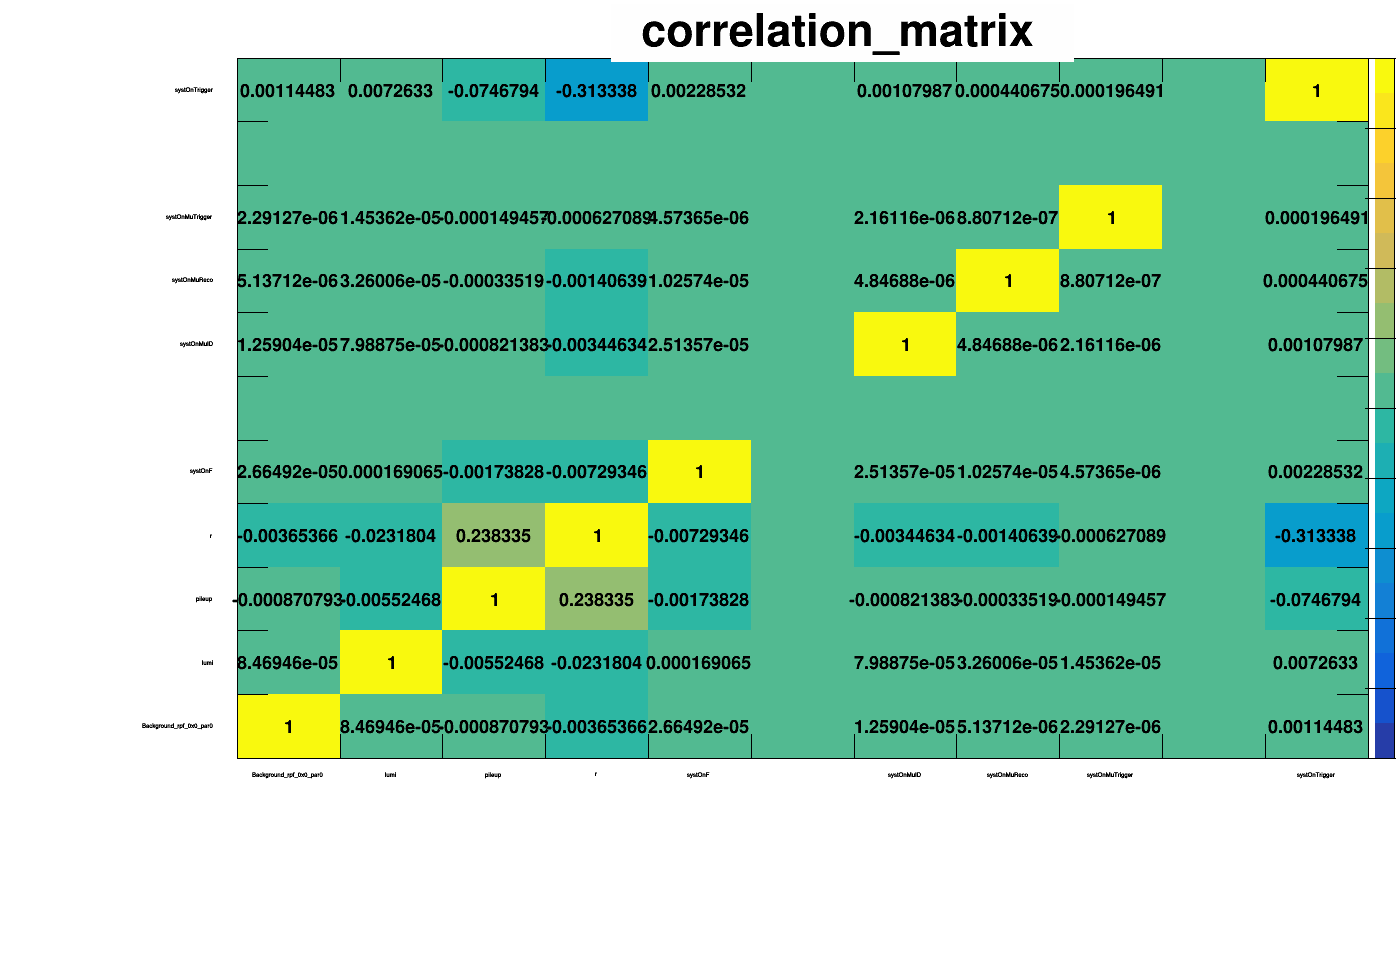 correlation_matrix
systOnTrigger 0.00114483 0.0072633 -0.0746794 -0.313338 0.00228532 0.00107987 0.000440675 0.000196491 1
systOnMuTrigger 2.29127e-06 1.45362e-05 -0.000149457 -0.000627089 4.57365e-06 2.16116e-06 8.80712e-07 1 0.000196491
systOnMuReco 5.13712e-06 3.26006e-05 -0.00033519 -0.00140639 1.02574e-05 4.84688e-06 1 8.80712e-07 0.000440675
systOnMuID 1.25904e-05 7.98875e-05 -0.000821383 -0.00344634 2.51357e-05 1 4.84688e-06 2.16116e-06 0.00107987
systOnF 2.66492e-05 0.000169065 -0.00173828 -0.00729346 1 2.51357e-05 1.02574e-05 4.57365e-06 0.00228532
r -0.00365366 -0.0231804 0.238335 1 -0.00729346 -0.00344634 -0.00140639 -0.000627089 -0.313338
pileup -0.000870793 -0.00552468 1 0.238335 -0.00173828 -0.000821383 -0.00033519 -0.000149457 -0.0746794
lumi 8.46946e-05 1 -0.00552468 -0.0231804 0.000169065 7.98875e-05 3.26006e-05 1.45362e-05 0.0072633
Background_rpf_0x0_par0 1 8.46946e-05 -0.000870793 -0.00365366 2.66492e-05 1.25904e-05 5.13712e-06 2.29127e-06 0.00114483
Background_rpf_0x0_par0 lumi pileup r systOnF systOnMuID systOnMuReco systOnMuTrigger systOnTrigger